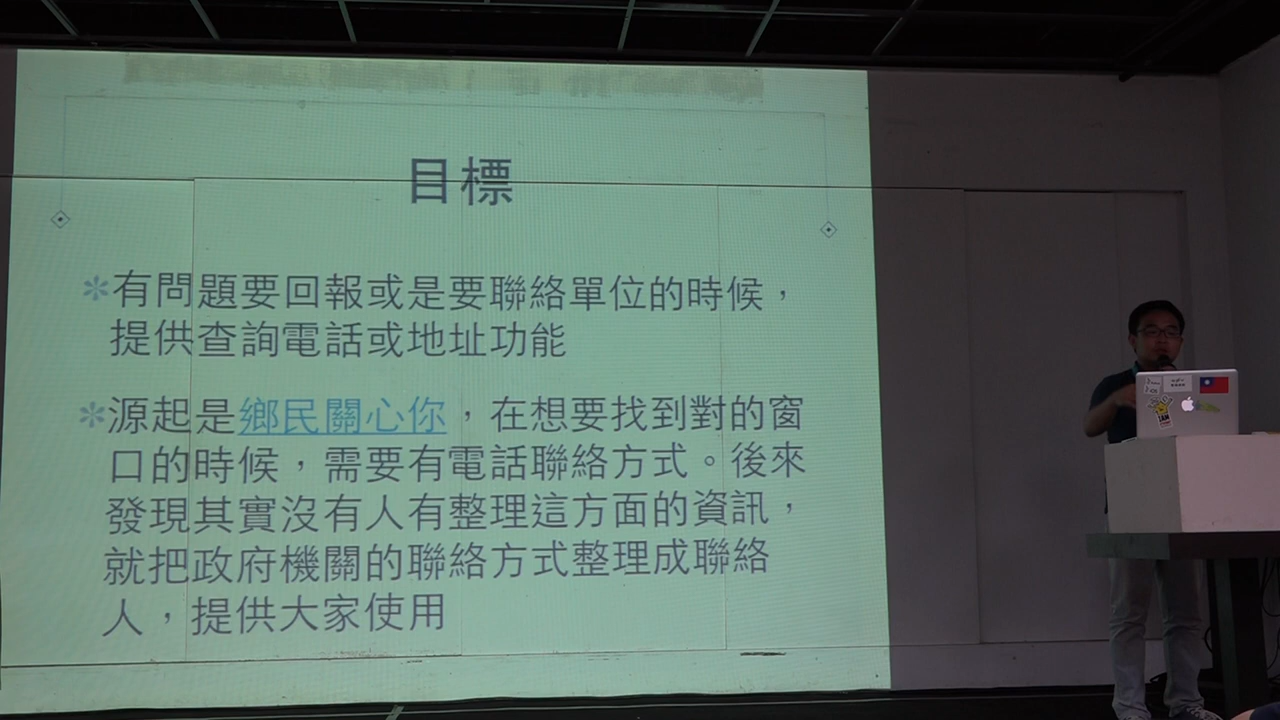 目標
*有問題要回報或是要聯絡單位的時候，
提供查詢電話或地址功能
*源起是鄉民關心你，在想要找到對的窗
口的時候，需要有電話聯絡方式。後來
發現其實沒有人有整理這方面的資訊，
就把政府機關的聯絡方式整理成聯絡
人，提供大家使用